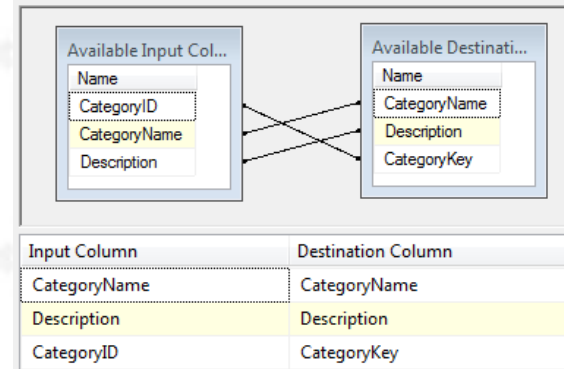 Available Input Col...
Name
CategoryID
CategoryName
Description
Available Destinati...
Name
CategoryName
Description
CategoryKey
Input Column Destination Column
CategoryName CategoryName
Description Description
CategoryID CategoryKey